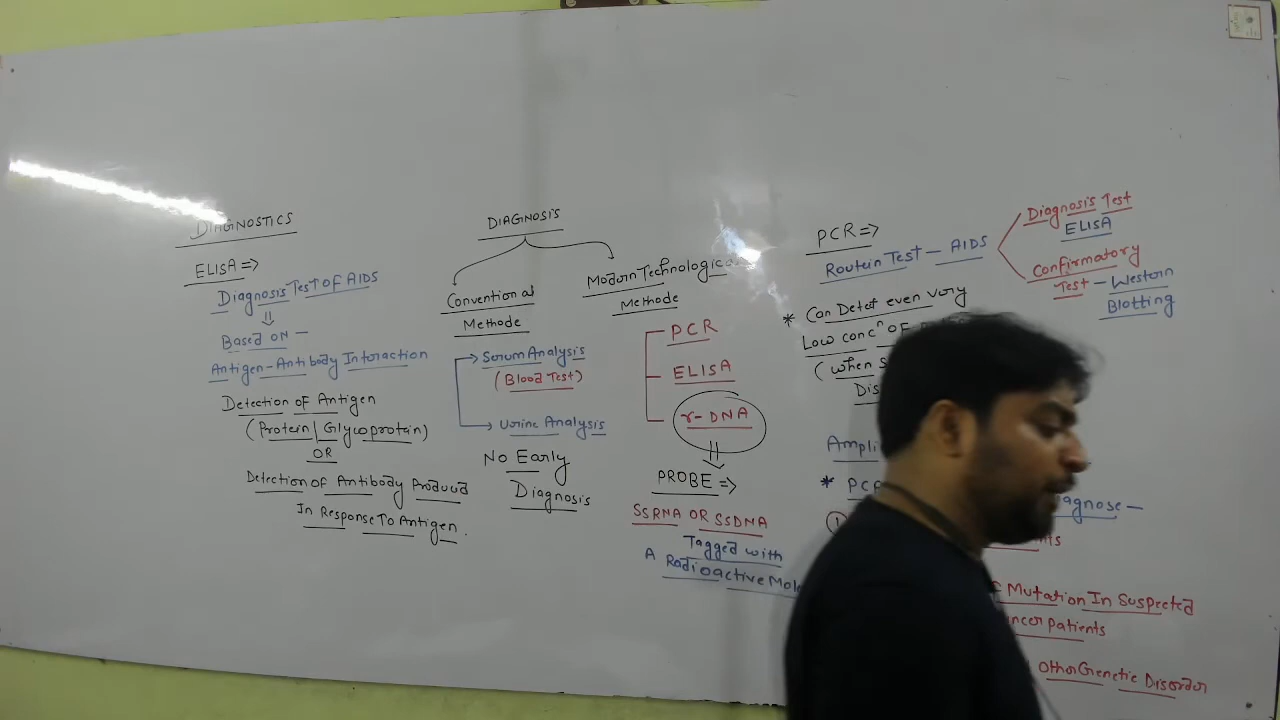 DIAGNOSTICS
ELISA =>
Diagnosis Test OF AIDS
Based ON -
Antigen - Antibody Interaction
Detection OF Antigen
(Protein/Glycoprotein)
OR
Detection of Antibody Produced
In Response To Antigen.
DIAGNOSIS
Conventional
Methode
Serum Analysis
(Blood Test)
Urine Analysis
No Early
Diagnosis
Modern Technological
Methode
PCR
ELISA
r-DNA
PROBE =>
SSRNA OR SSDNA
Tagged with
A Radioactive
PCR =>
Routein Test - AIDS
Diagnosis Test
ELISA
Confirmatory
Test - Western
Blotting
* Can Detect even very
Low concⁿ OF
(when
Dis
Ampli
* PCR
Diagnose -
①
Mutation In Suspected
Patients
Other Genetic Disorder